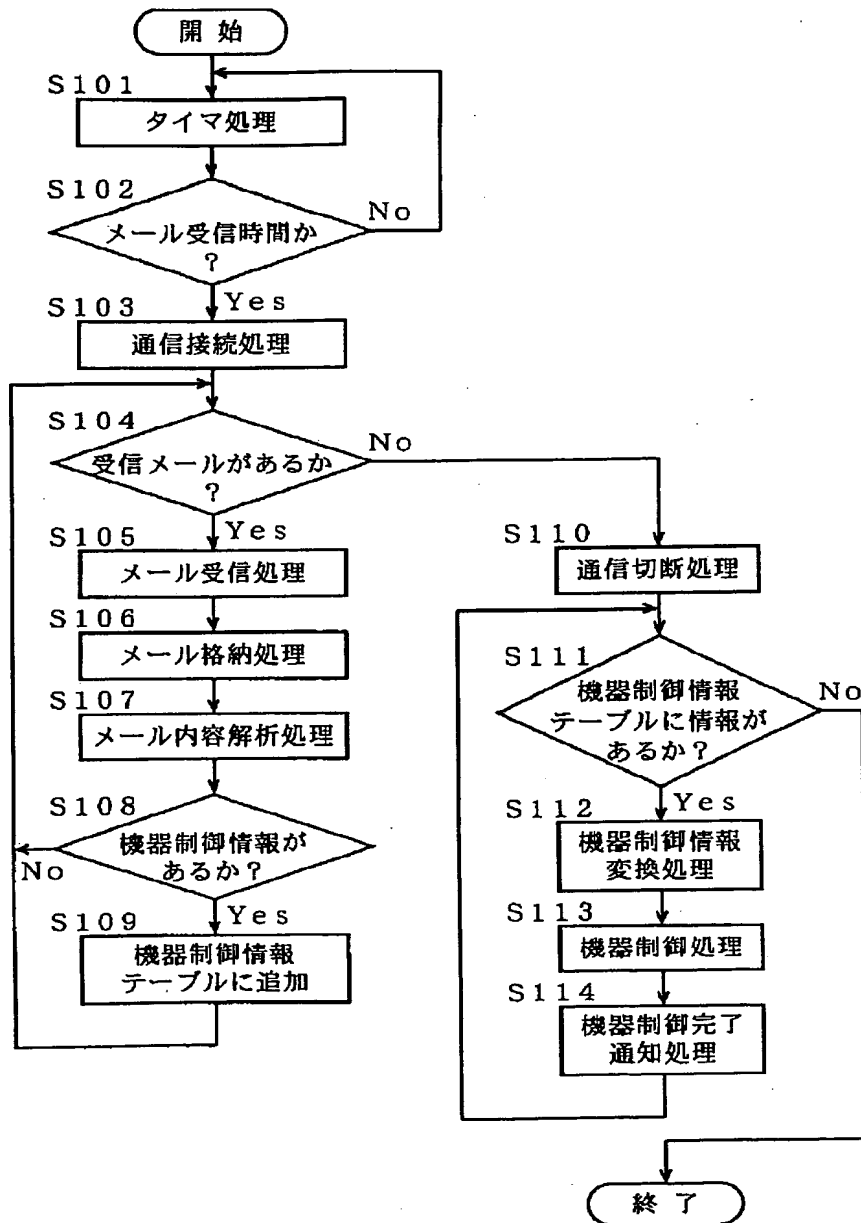 開始
S101
タイマ処理
S102
メール受信時間か
?
No
Yes
S103
通信接続処理
S104
受信メールがあるか
?
No
Yes
S105
メール受信処理
S106
メール格納処理
S107
メール内容解析処理
S108
機器制御情報が
あるか?
No
Yes
S109
機器制御情報
テーブルに追加
S110
通信切断処理
S111
機器制御情報
テーブルに情報が
あるか?
No
Yes
S112
機器制御情報
変換処理
S113
機器制御処理
S114
機器制御完了
通知処理
終了